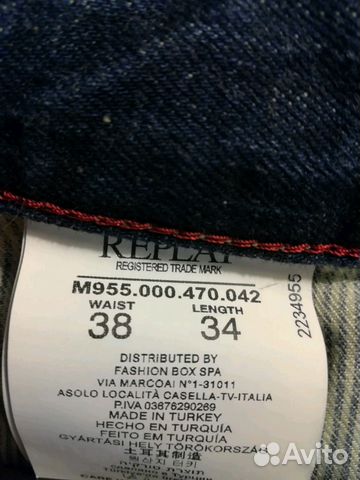 REPLAY
REGISTERED TRADE MARK
M955.000.470.042
WAIST LENGTH
38 34
2234955
DISTRIBUTED BY
FASHION BOX SPA
VIA MARCOAI N°1-31011
ASOLO LOCALITÀ CASELLA-TV-ITALIA
P.IVA 03676290269
MADE IN TURKEY
HECHO EN TURQUÍA
FEITO EM TURQUIA
GYÁRTÁSI HELY TÖRÖKORSZÁG
土耳其制造
Avito